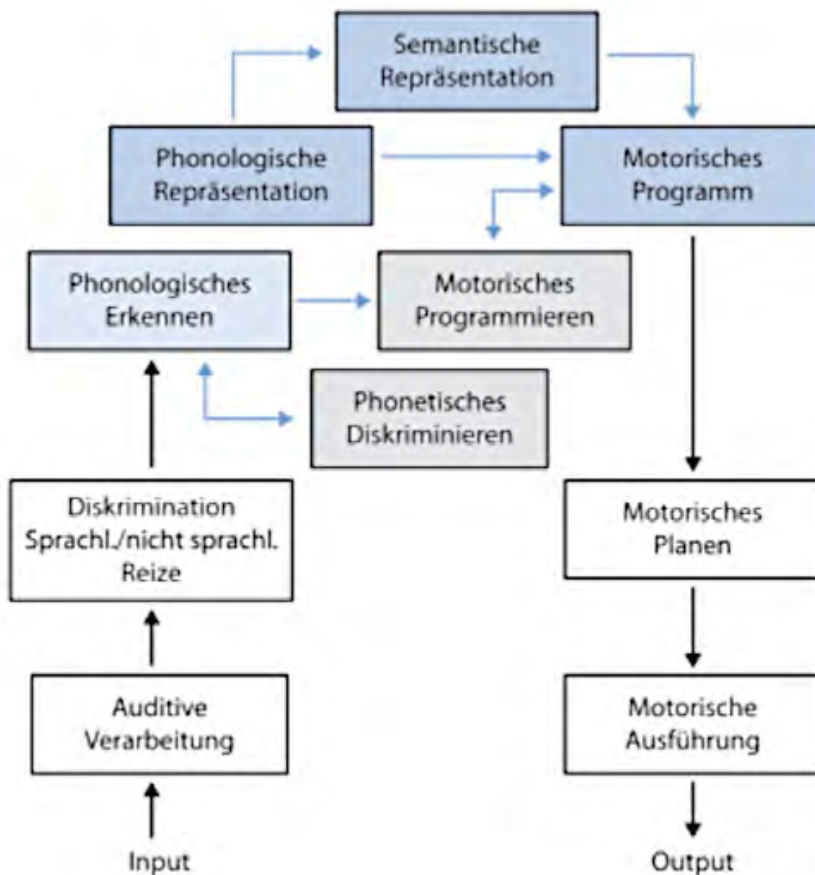 Semantische
Repräsentation
Phonologische
Repräsentation
Motorisches
Programm
Phonologisches
Erkennen
Motorisches
Programmieren
Phonetisches
Diskriminieren
Diskrimination
Sprachl./nicht sprachl.
Reize
Motorisches
Planen
Auditive
Verarbeitung
Motorische
Ausführung
Input
Output